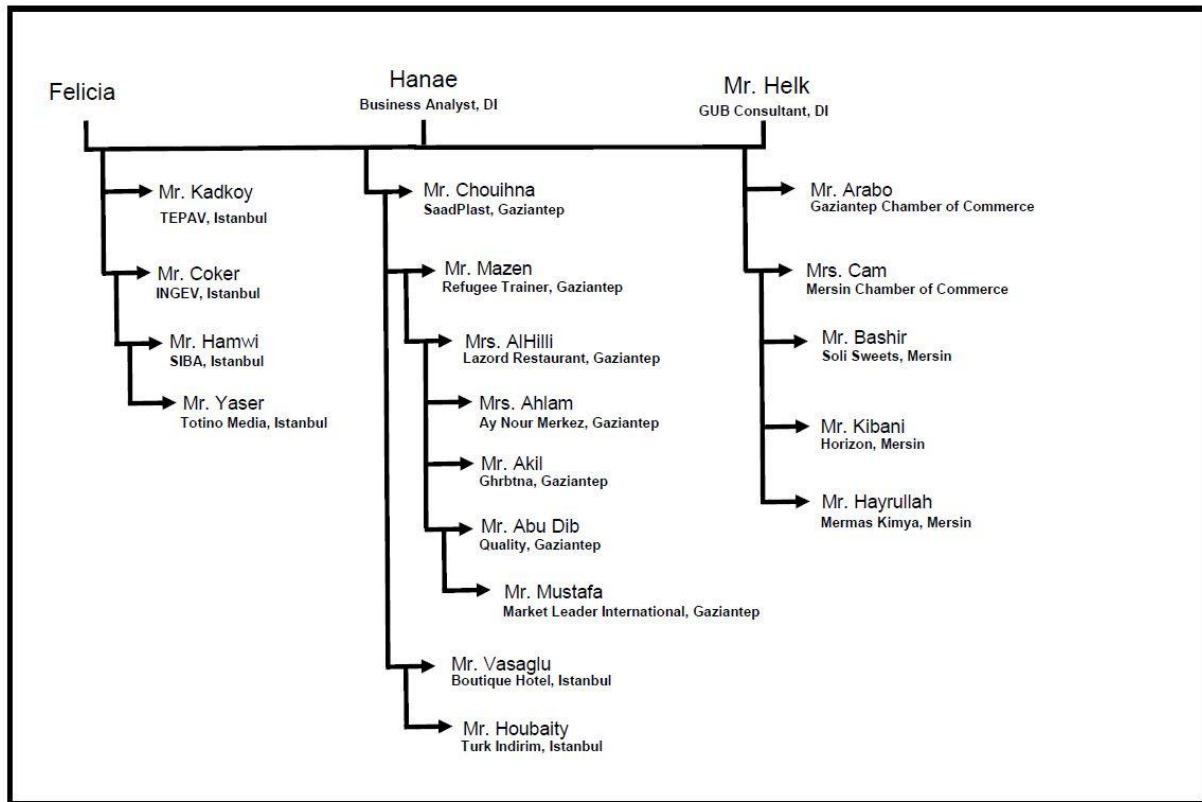 Felicia
Hanae
Business Analyst, DI
Mr. Helk
GUB Consultant, DI
Mr. Kadkoy
TEPAV, Istanbul
Mr. Coker
INGEV, Istanbul
Mr. Hamwi
SIBA, Istanbul
Mr. Yaser
Totino Media, Istanbul
Mr. Chouihna
SaadPlast, Gaziantep
Mr. Mazen
Refugee Trainer, Gaziantep
Mrs. AlHilli
Lazord Restaurant, Gaziantep
Mrs. Ahlam
Ay Nour Merkez, Gaziantep
Mr. Akil
Ghrbtna, Gaziantep
Mr. Abu Dib
Quality, Gaziantep
Mr. Mustafa
Market Leader International, Gaziantep
Mr. Vasaglu
Boutique Hotel, Istanbul
Mr. Houbaity
Turk Indirim, Istanbul
Mr. Arabo
Gaziantep Chamber of Commerce
Mrs. Cam
Mersin Chamber of Commerce
Mr. Bashir
Soli Sweets, Mersin
Mr. Kibani
Horizon, Mersin
Mr. Hayrullah
Mermas Kimya, Mersin